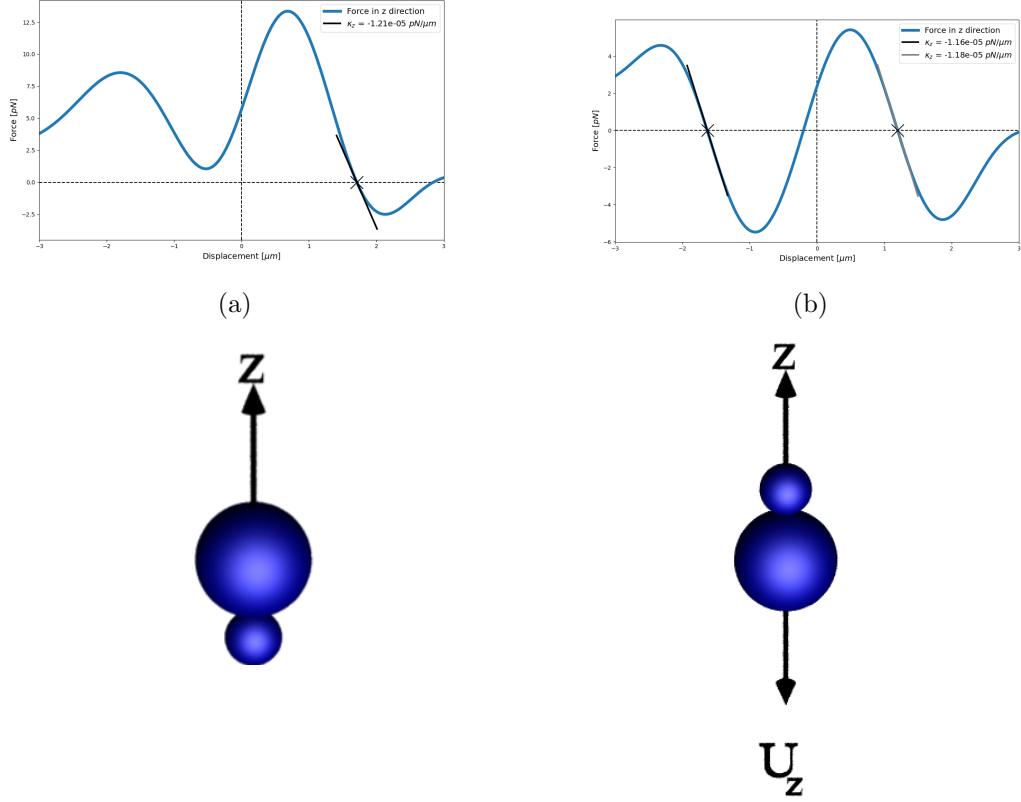 Force in z direction
κz = -1.21e-05 pN/μm
12.5
10.0
7.5
5.0
2.5
0.0
−2.5
Force [pN]
−3 −2 −1 0 1 2 3
Displacement [μm]
(a)
Force in z direction
κz = -1.16e-05 pN/μm
κz = -1.18e-05 pN/μm
4
2
0
−2
−4
−6
Force [pN]
−3 −2 −1 0 1 2 3
Displacement [μm]
(b)
Z
Z
Uz